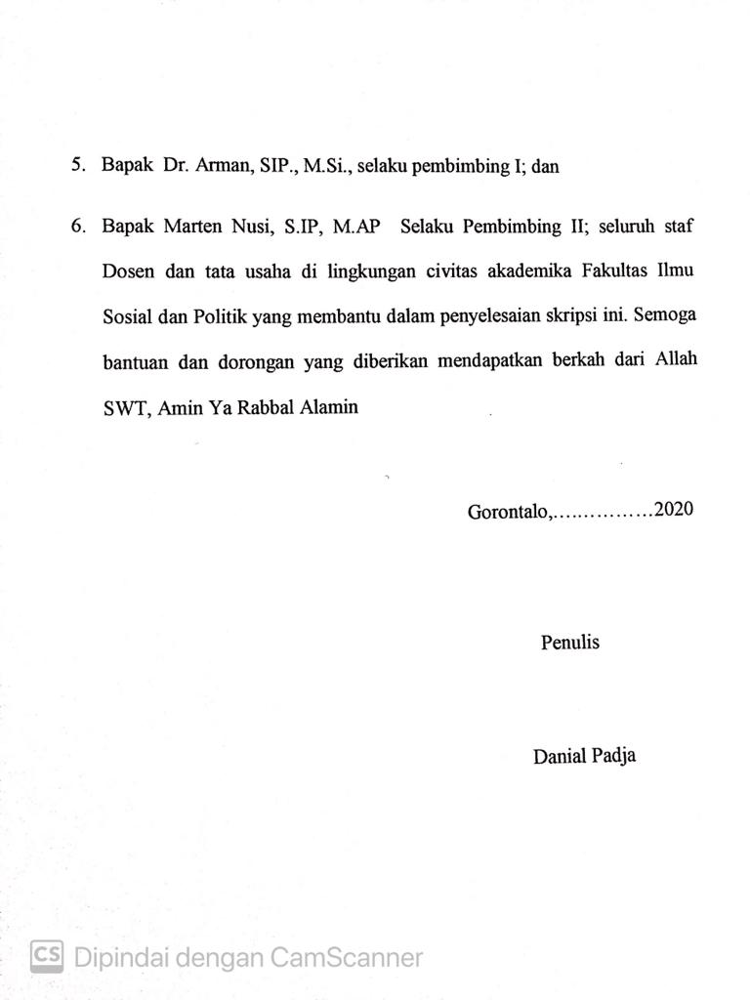 5. Bapak Dr. Arman, SIP., M.Si., selaku pembimbing I; dan
6. Bapak Marten Nusi, S.IP, M.AP Selaku Pembimbing II; seluruh staf
Dosen dan tata usaha di lingkungan civitas akademika Fakultas Ilmu
Sosial dan Politik yang membantu dalam penyelesaian skripsi ini. Semoga
bantuan dan dorongan yang diberikan mendapatkan berkah dari Allah
SWT, Amin Ya Rabbal Alamin
Gorontalo,................2020
Penulis
Danial Padja
CS Dipindai dengan CamScanner